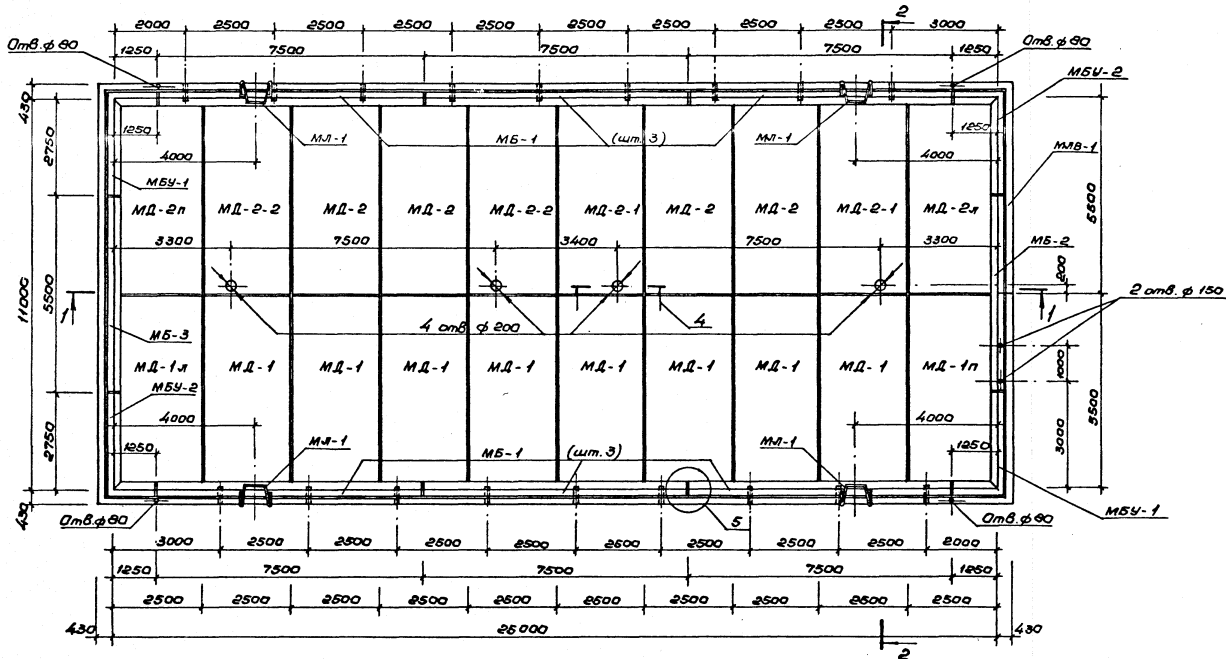 2
2000 2500 2500 2500 2500 2500 2500 2500 2500 3000
Отв. ф 80 1250 7500 7500 7500 1250 Отв. ф 80
МБУ-2
430
1250 МЛ-1 МБ-1 (шт. 3) МЛ-1 1250
2750 4000 4000 МЛВ-1
МБУ-1
МД-2п МД-2-2 МД-2 МД-2 МД-2-2 МД-2-1 МД-2 МД-2 МД-2-1 МД-2л
5500
3300 7500 3400 7500 3300 МБ-2
200
11000 5500 1 1 2 отв. ф 150
4 отв. ф 200 4
МБ-3
МД-1л МД-1 МД-1 МД-1 МД-1 МД-1 МД-1 МД-1 МД-1 МД-1п
1000
МБУ-2
2750 4000 4000 3000 5500
МЛ-1 МБ-1 (шт. 3) МЛ-1
1250 1250
430 Отв. ф 80 5 Отв. ф 80 МБУ-1
3000 2500 2500 2500 2500 2500 2500 2500 2500 2000
1250 7500 7500 7500 1250
2500 2500 2500 2500 2500 2500 2500 2500 2500 2500
430 25000 430
2